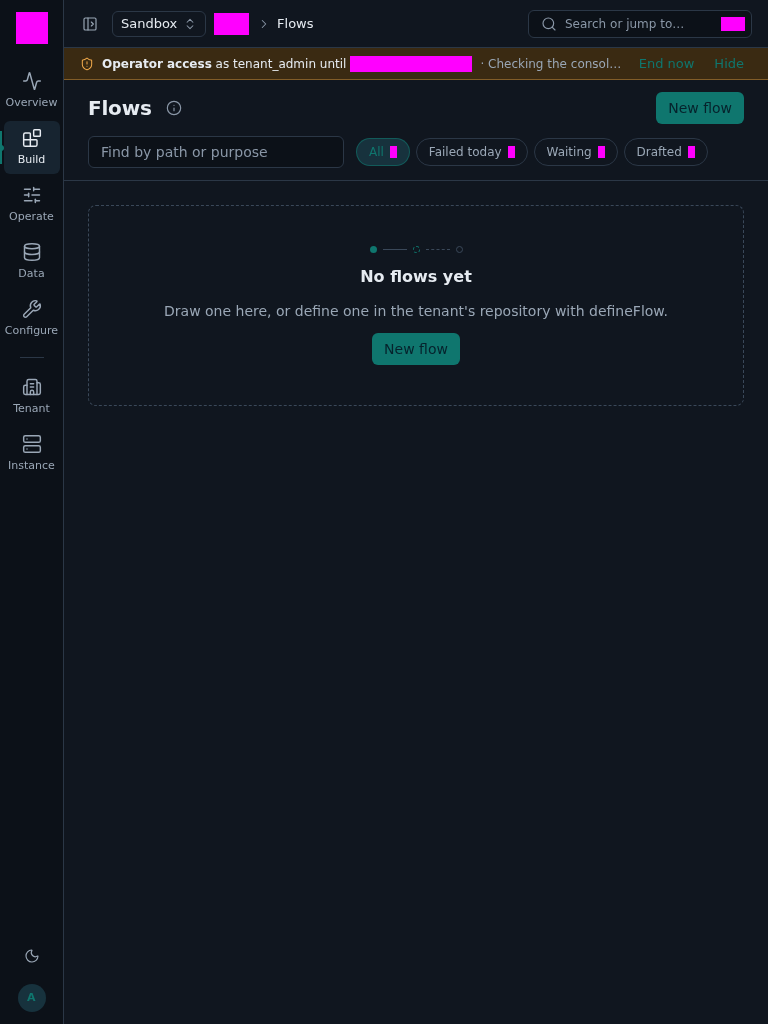 Sandbox
Flows
Search or jump to…
Operator access as tenant_admin until
· Checking the consol…
End now
Hide
Overview
Build
Operate
Data
Configure
Tenant
Instance
A
Flows
New flow
Find by path or purpose
All
Failed today
Waiting
Drafted
No flows yet
Draw one here, or define one in the tenant's repository with defineFlow.
New flow